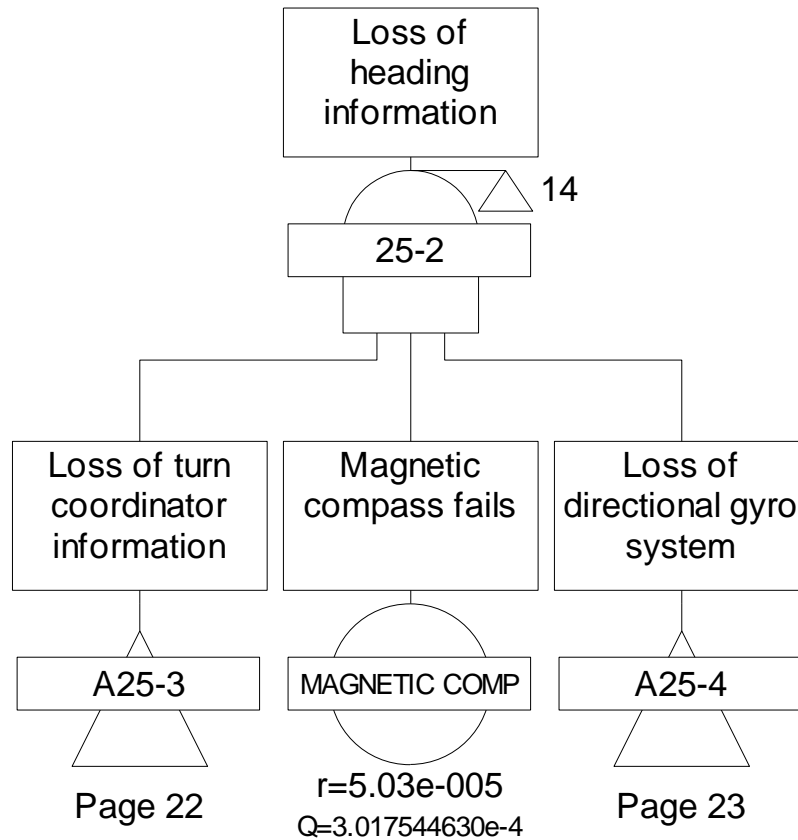 Loss of
heading
information
14
25-2
Loss of turn
coordinator
information
Magnetic
compass fails
Loss of
directional gyro
system
A25-3
MAGNETIC COMP
A25-4
Page 22
r=5.03e-005
Q=3.017544630e-4
Page 23